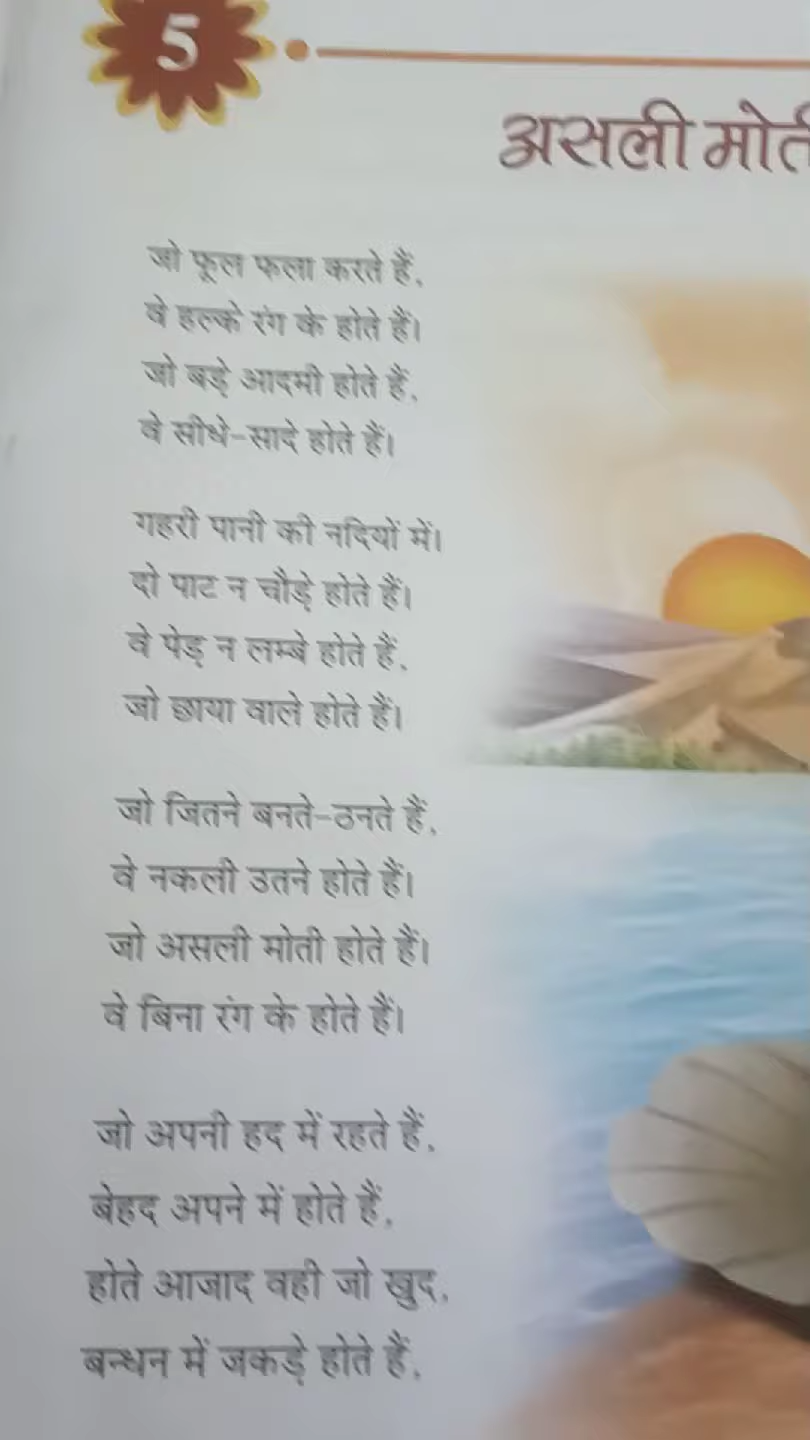 5
असली
जो फूल फला करते हैं,
वे हल्के रंग के होते हैं।
जो बड़े आदमी होते हैं,
वे सीधे-सादे होते हैं।
गहरी पानी की नदियों में।
दो पाट न चौड़े होते हैं।
वे पेड़ न लम्बे होते हैं,
जो छाया वाले होते हैं।
जो जितने बनते-ठनते हैं,
वे नकली उतने होते हैं।
जो असली मोती होते हैं।
वे बिना रंग के होते हैं।
जो अपनी हद में रहते हैं,
बेहद अपने में होते हैं,
होते आजाद वही जो खुद,
बन्धन में जकड़े होते हैं,